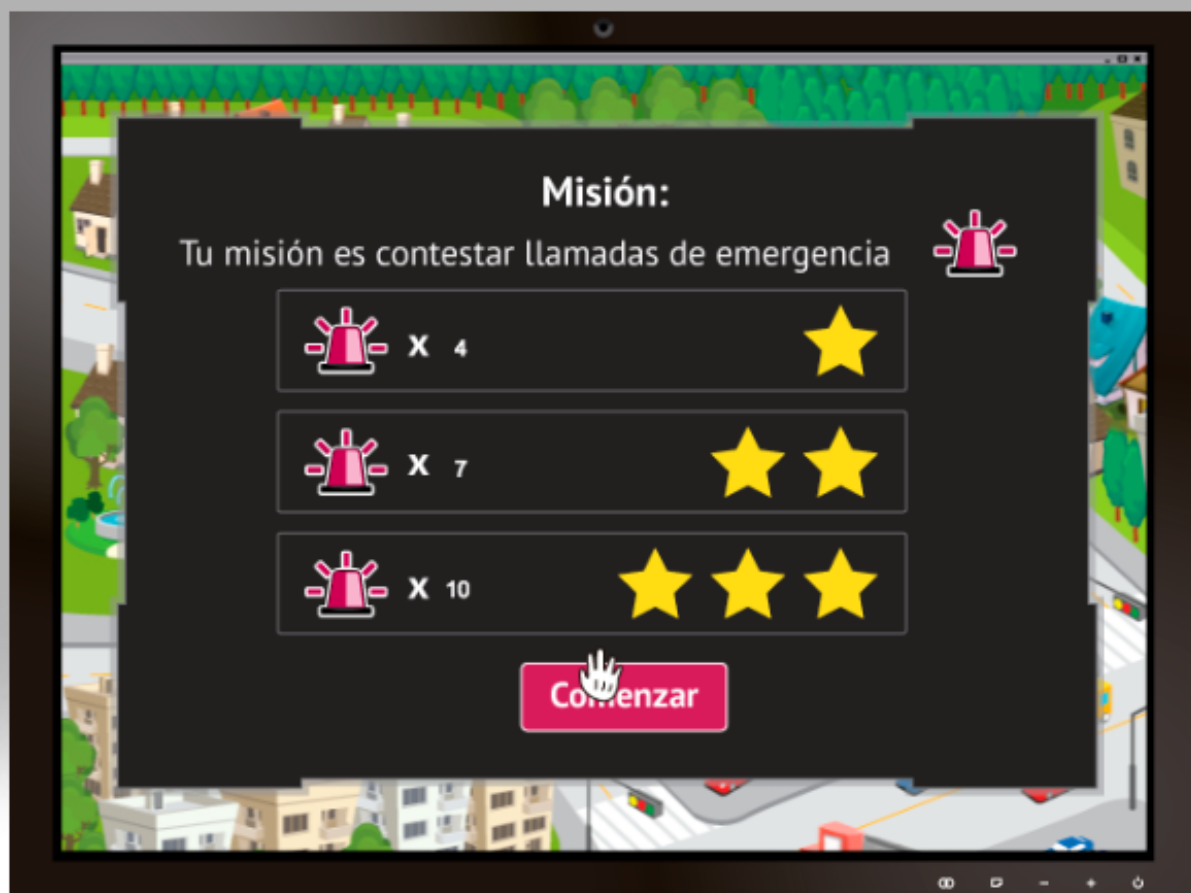 Misión:
Tu misión es contestar llamadas de emergencia
X 4
X 7
X 10
Comenzar